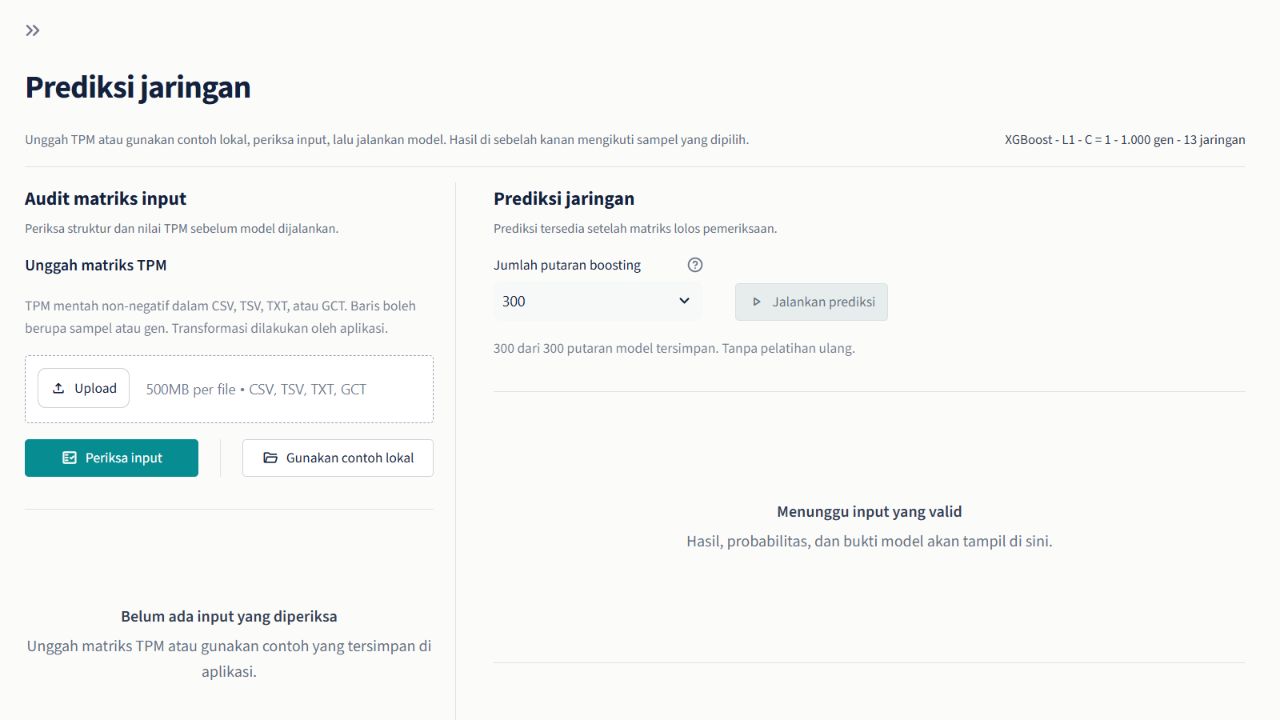 Prediksi jaringan
Unggah TPM atau gunakan contoh lokal, periksa input, lalu jalankan model. Hasil di sebelah kanan mengikuti sampel yang dipilih.
XGBoost - L1 - C = 1 - 1.000 gen - 13 jaringan
Audit matriks input
Periksa struktur dan nilai TPM sebelum model dijalankan.
Unggah matriks TPM
TPM mentah non-negatif dalam CSV, TSV, TXT, atau GCT. Baris boleh
berupa sampel atau gen. Transformasi dilakukan oleh aplikasi.
Upload
500MB per file • CSV, TSV, TXT, GCT
Periksa input
Gunakan contoh lokal
Belum ada input yang diperiksa
Unggah matriks TPM atau gunakan contoh yang tersimpan di
aplikasi.
Prediksi jaringan
Prediksi tersedia setelah matriks lolos pemeriksaan.
Jumlah putaran boosting
300
Jalankan prediksi
300 dari 300 putaran model tersimpan. Tanpa pelatihan ulang.
Menunggu input yang valid
Hasil, probabilitas, dan bukti model akan tampil di sini.